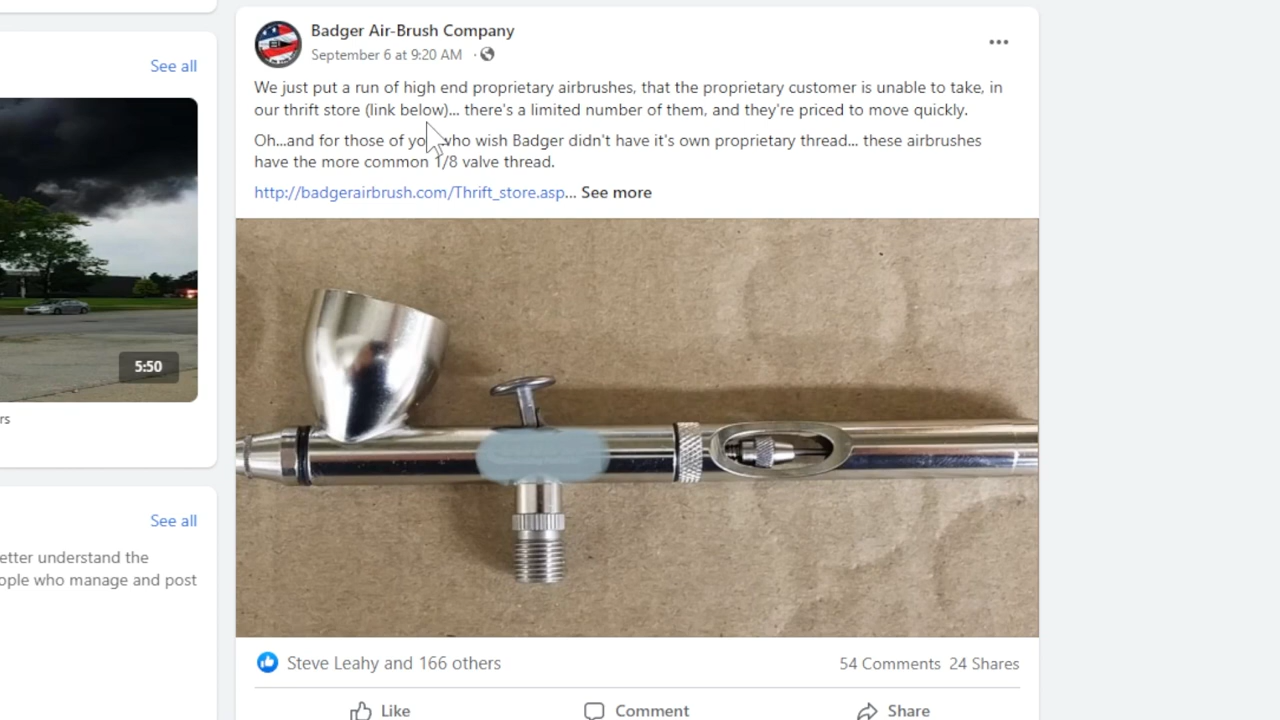 See all
5:50
rs
See all
etter understand the
ople who manage and post
Badger Air-Brush Company
September 6 at 9:20 AM ·
We just put a run of high end proprietary airbrushes, that the proprietary customer is unable to take, in
our thrift store (link below)... there's a limited number of them, and they're priced to move quickly.
Oh...and for those of you who wish Badger didn't have it's own proprietary thread... these airbrushes
have the more common 1/8 valve thread.
http://badgerairbrush.com/Thrift_store.asp... See more
Steve Leahy and 166 others
54 Comments 24 Shares
Like
Comment
Share